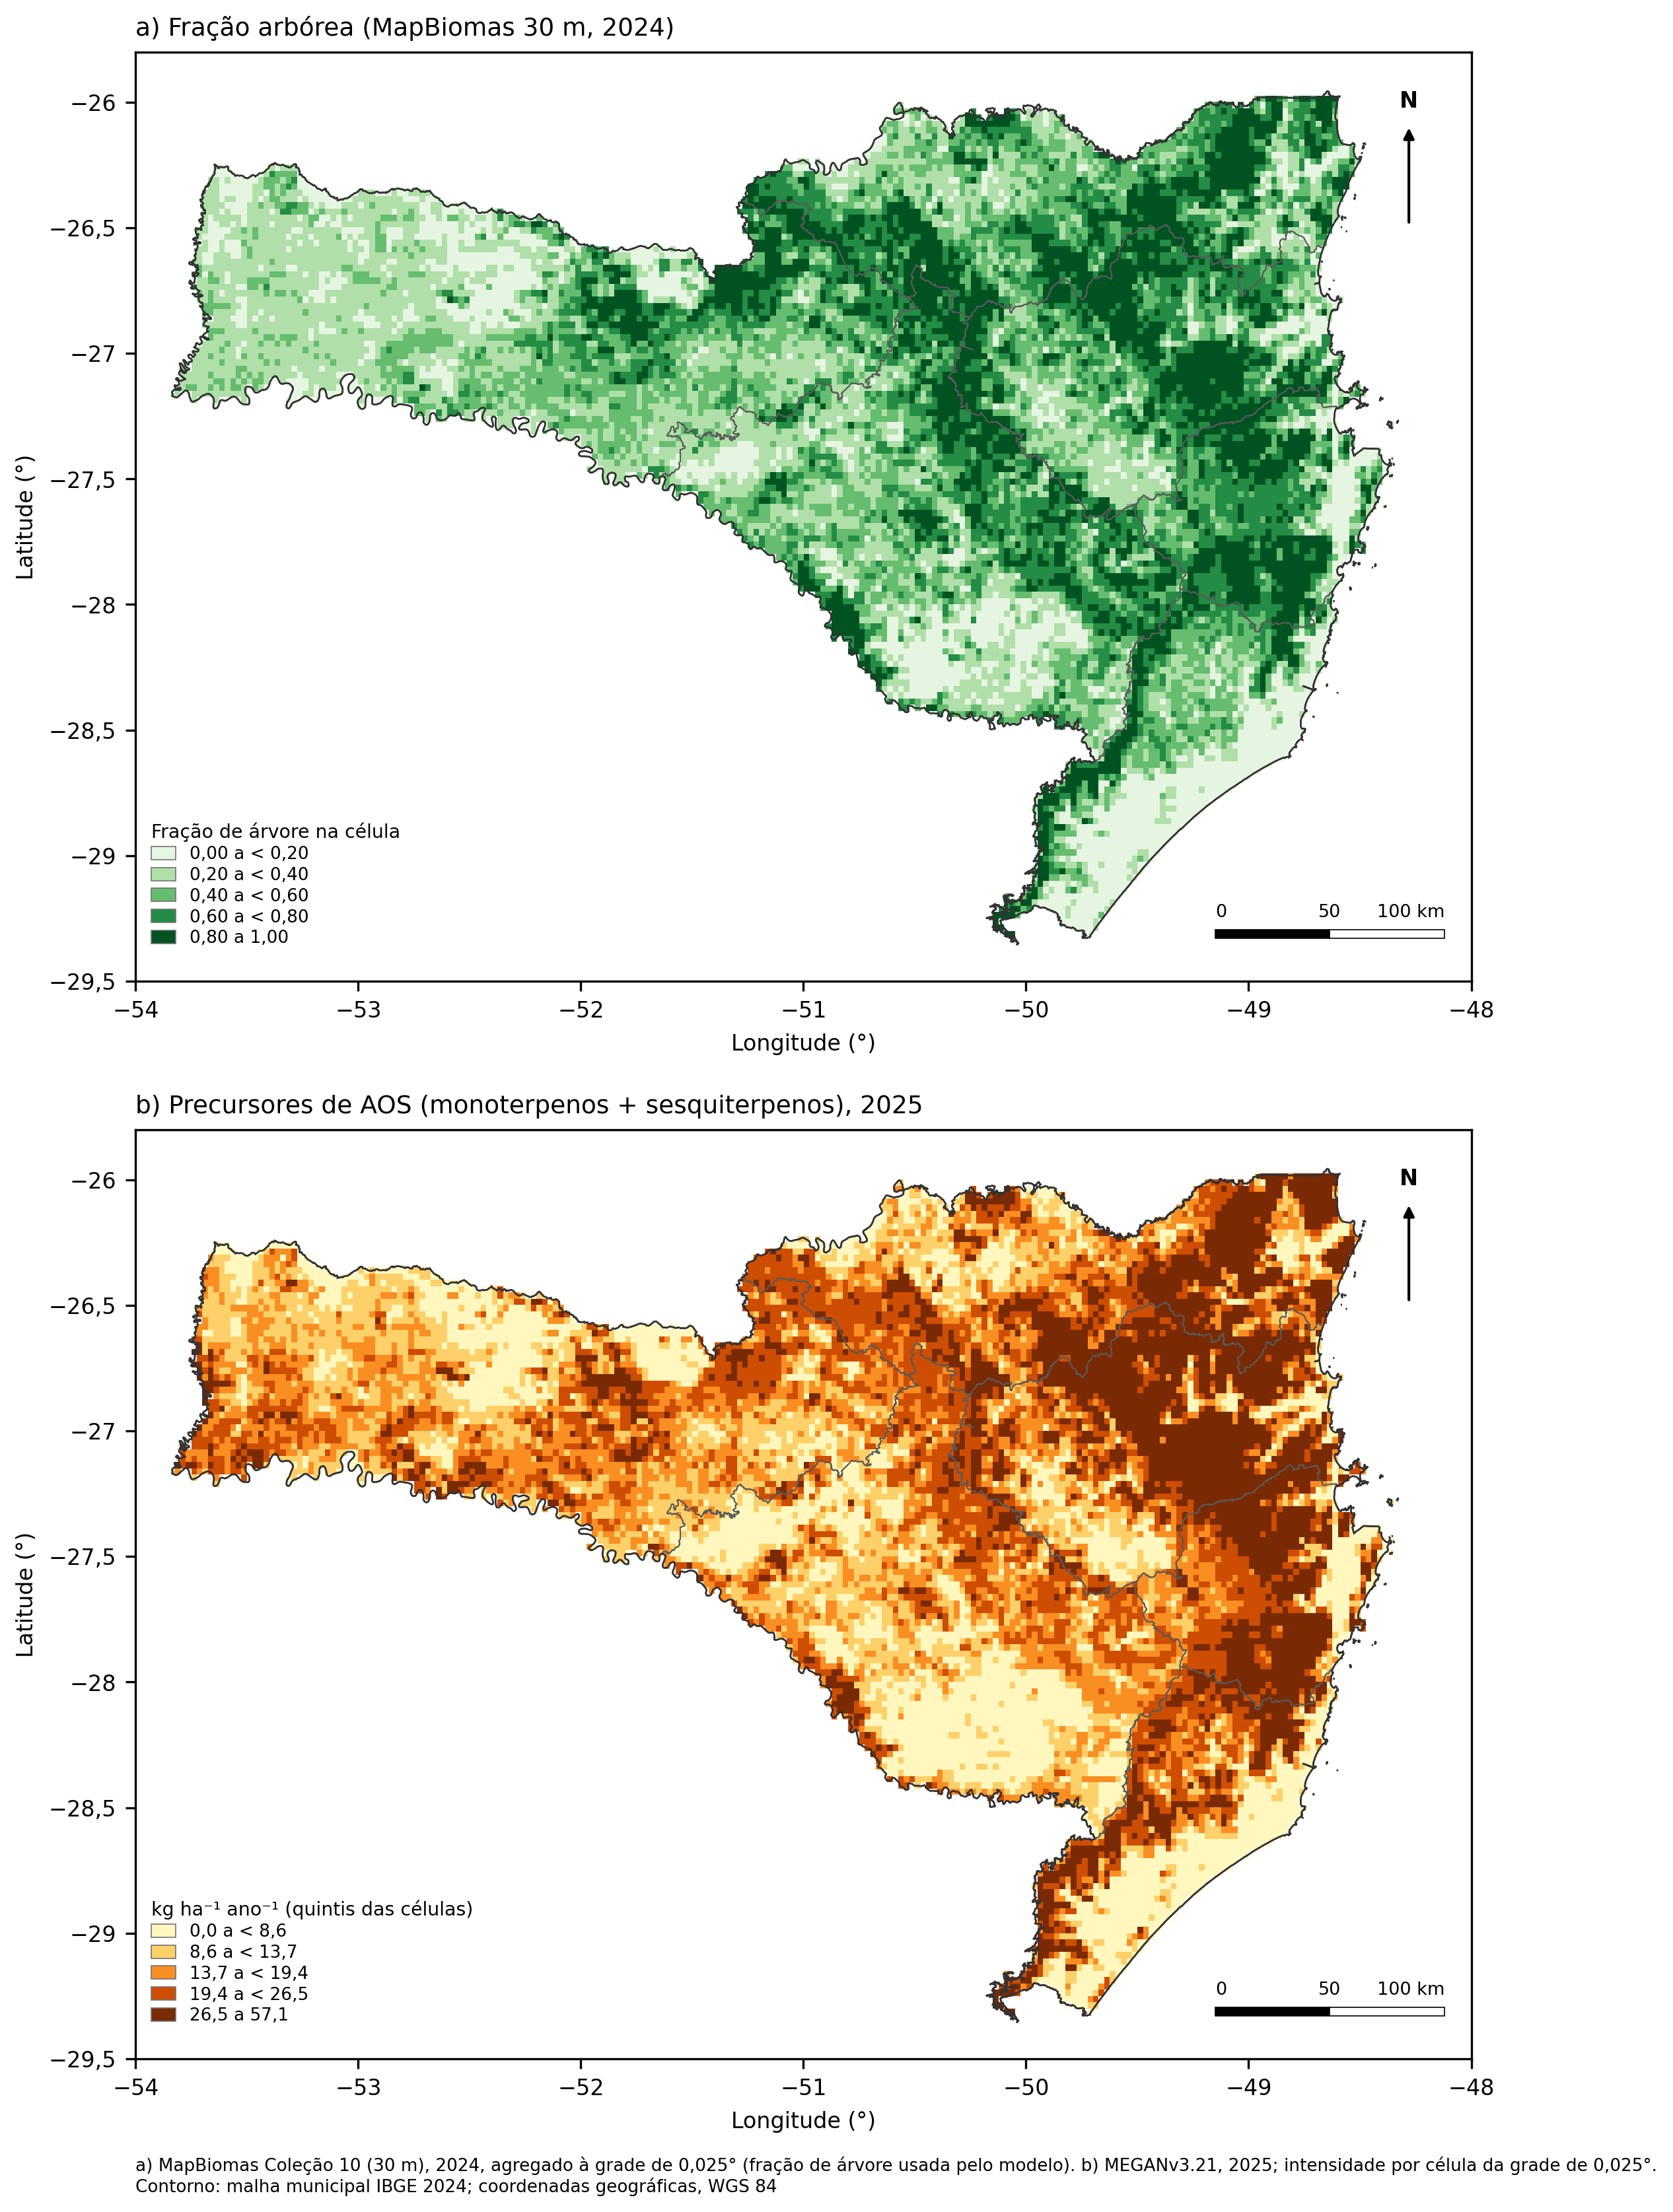 a) Fração arbórea (MapBiomas 30 m, 2024)
N
−26
−26,5
−27
−27,5
−28
−28,5
−29
−29,5
Latitude (°)
Fração de árvore na célula
0,00 a < 0,20
0,20 a < 0,40
0,40 a < 0,60
0,60 a < 0,80
0,80 a 1,00
0 50 100 km
−54 −53 −52 −51 −50 −49 −48
Longitude (°)
b) Precursores de AOS (monoterpenos + sesquiterpenos), 2025
N
−26
−26,5
−27
−27,5
−28
−28,5
−29
−29,5
Latitude (°)
kg ha⁻¹ ano⁻¹ (quintis das células)
0,0 a < 8,6
8,6 a < 13,7
13,7 a < 19,4
19,4 a < 26,5
26,5 a 57,1
0 50 100 km
−54 −53 −52 −51 −50 −49 −48
Longitude (°)
a) MapBiomas Coleção 10 (30 m), 2024, agregado à grade de 0,025° (fração de árvore usada pelo modelo). b) MEGANv3.21, 2025; intensidade por célula da grade de 0,025°.
Contorno: malha municipal IBGE 2024; coordenadas geográficas, WGS 84